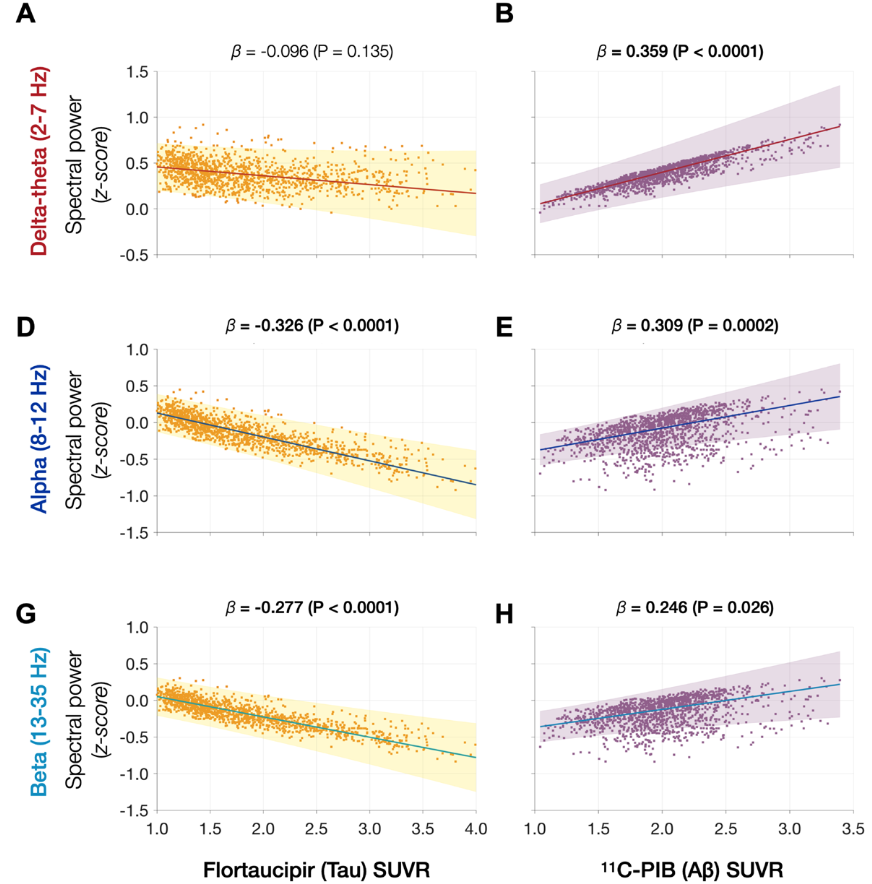 A
B
β = -0.096 (P = 0.135)
β = 0.359 (P < 0.0001)
Delta-theta (2-7 Hz)
Spectral power
(z-score)
1.5
1.0
0.5
0.0
-0.5
D
E
β = -0.326 (P < 0.0001)
β = 0.309 (P = 0.0002)
Alpha (8-12 Hz)
Spectral power
(z-score)
1.0
0.5
0.0
-0.5
-1.0
-1.5
G
H
β = -0.277 (P < 0.0001)
β = 0.246 (P = 0.026)
Beta (13-35 Hz)
Spectral power
(z-score)
1.0
0.5
0.0
-0.5
-1.0
-1.5
1.0 1.5 2.0 2.5 3.0 3.5 4.0
1.0 1.5 2.0 2.5 3.0 3.5
Flortaucipir (Tau) SUVR
¹¹C-PIB (Aβ) SUVR